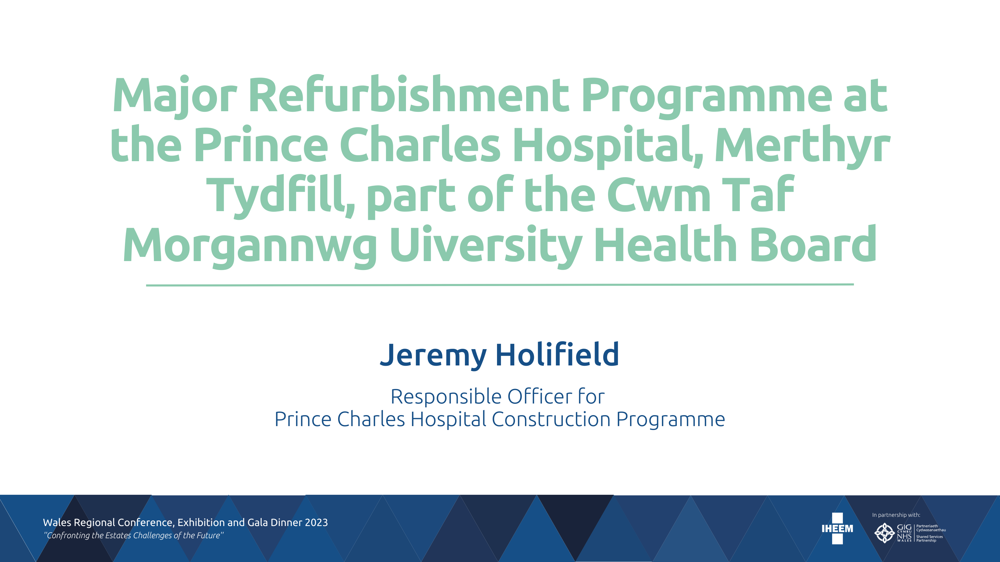 Major Refurbishment Programme at
the Prince Charles Hospital, Merthyr
Tydfill, part of the Cwm Taf
Morgannwg Uiversity Health Board
Jeremy Holifield
Responsible Officer for
Prince Charles Hospital Construction Programme
Wales Regional Conference, Exhibition and Gala Dinner 2023
"Confronting the Estates Challenges of the Future"
IHEEM
In partnership with:
GIG
CYMRU
NHS
WALES
Partneriaeth
Cydwasanaethau
Shared Services
Partnership